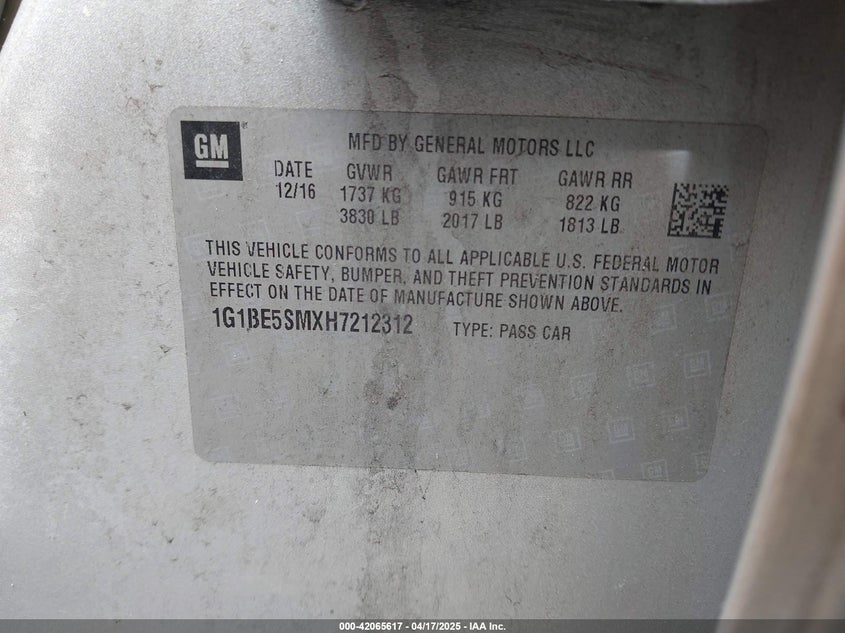 GM
MFD BY GENERAL MOTORS LLC
DATE GVWR GAWR FRT GAWR RR
12/16 1737 KG 915 KG 822 KG
3830 LB 2017 LB 1813 LB
THIS VEHICLE CONFORMS TO ALL APPLICABLE U.S. FEDERAL MOTOR
VEHICLE SAFETY, BUMPER, AND THEFT PREVENTION STANDARDS IN
EFFECT ON THE DATE OF MANUFACTURE SHOWN ABOVE.
1G1BE5SMXH7212312 TYPE: PASS CAR
000-42065617 - 04/17/2025 - IAA Inc.